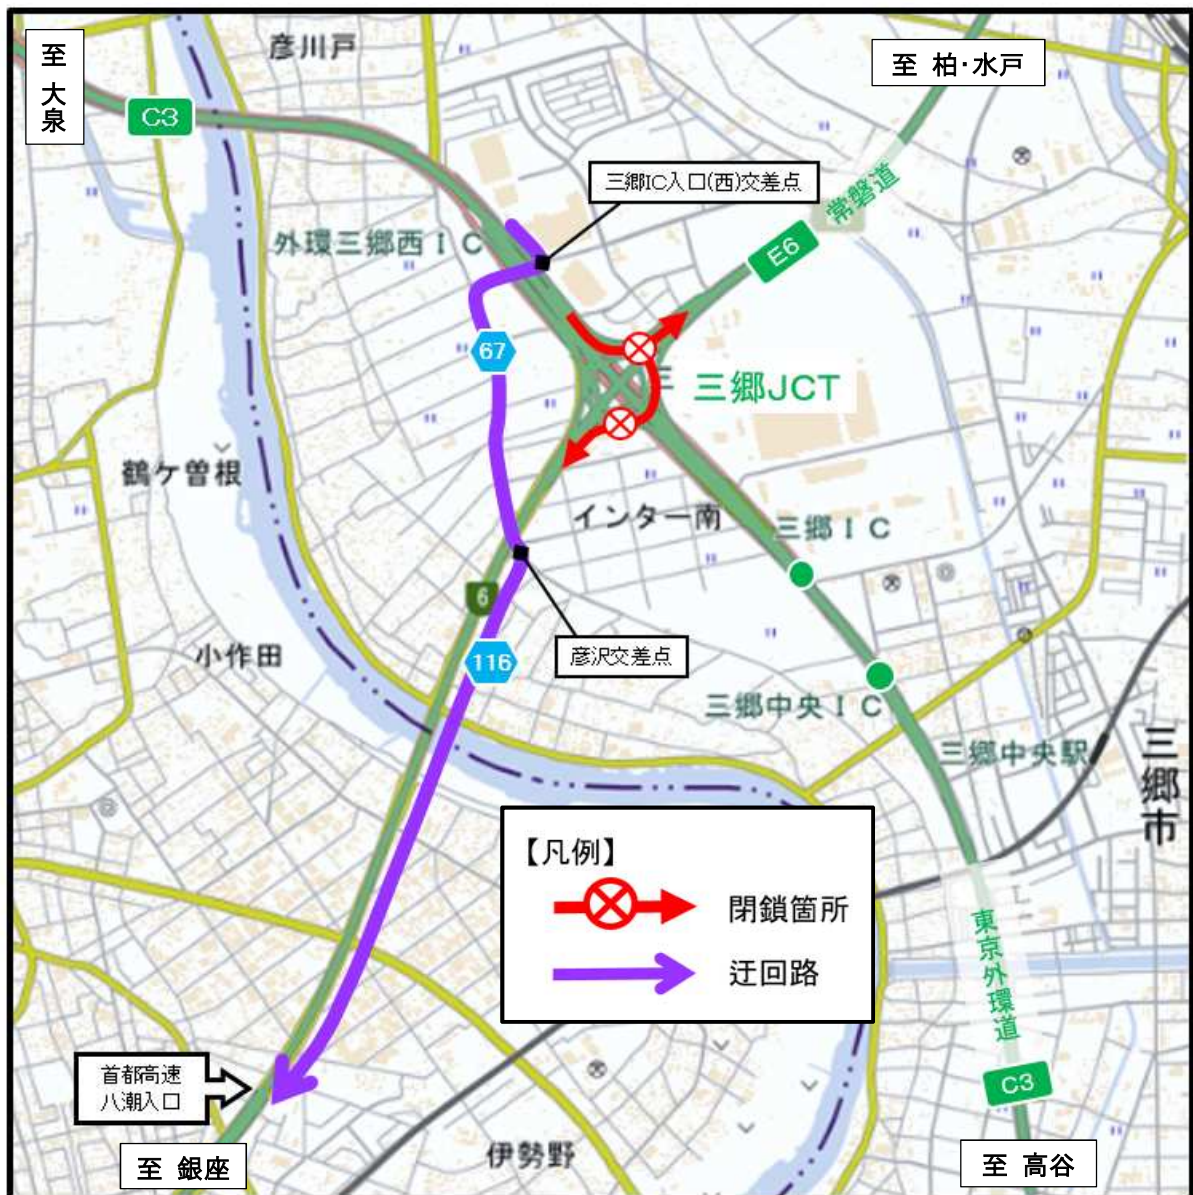 至 大泉
彦川戸
至 柏・水戸
C3
三郷IC入口(西)交差点
常磐道
外環三郷西ＩＣ
E6
67
三郷JCT
鶴ケ曽根
インター南
三郷ＩＣ
6
彦沢交差点
小作田
116
三郷中央ＩＣ
三郷中央駅
三郷市
【凡例】
閉鎖箇所
迂回路
東京外環道
首都高速
八潮入口
C3
伊勢野
至 銀座
至 高谷